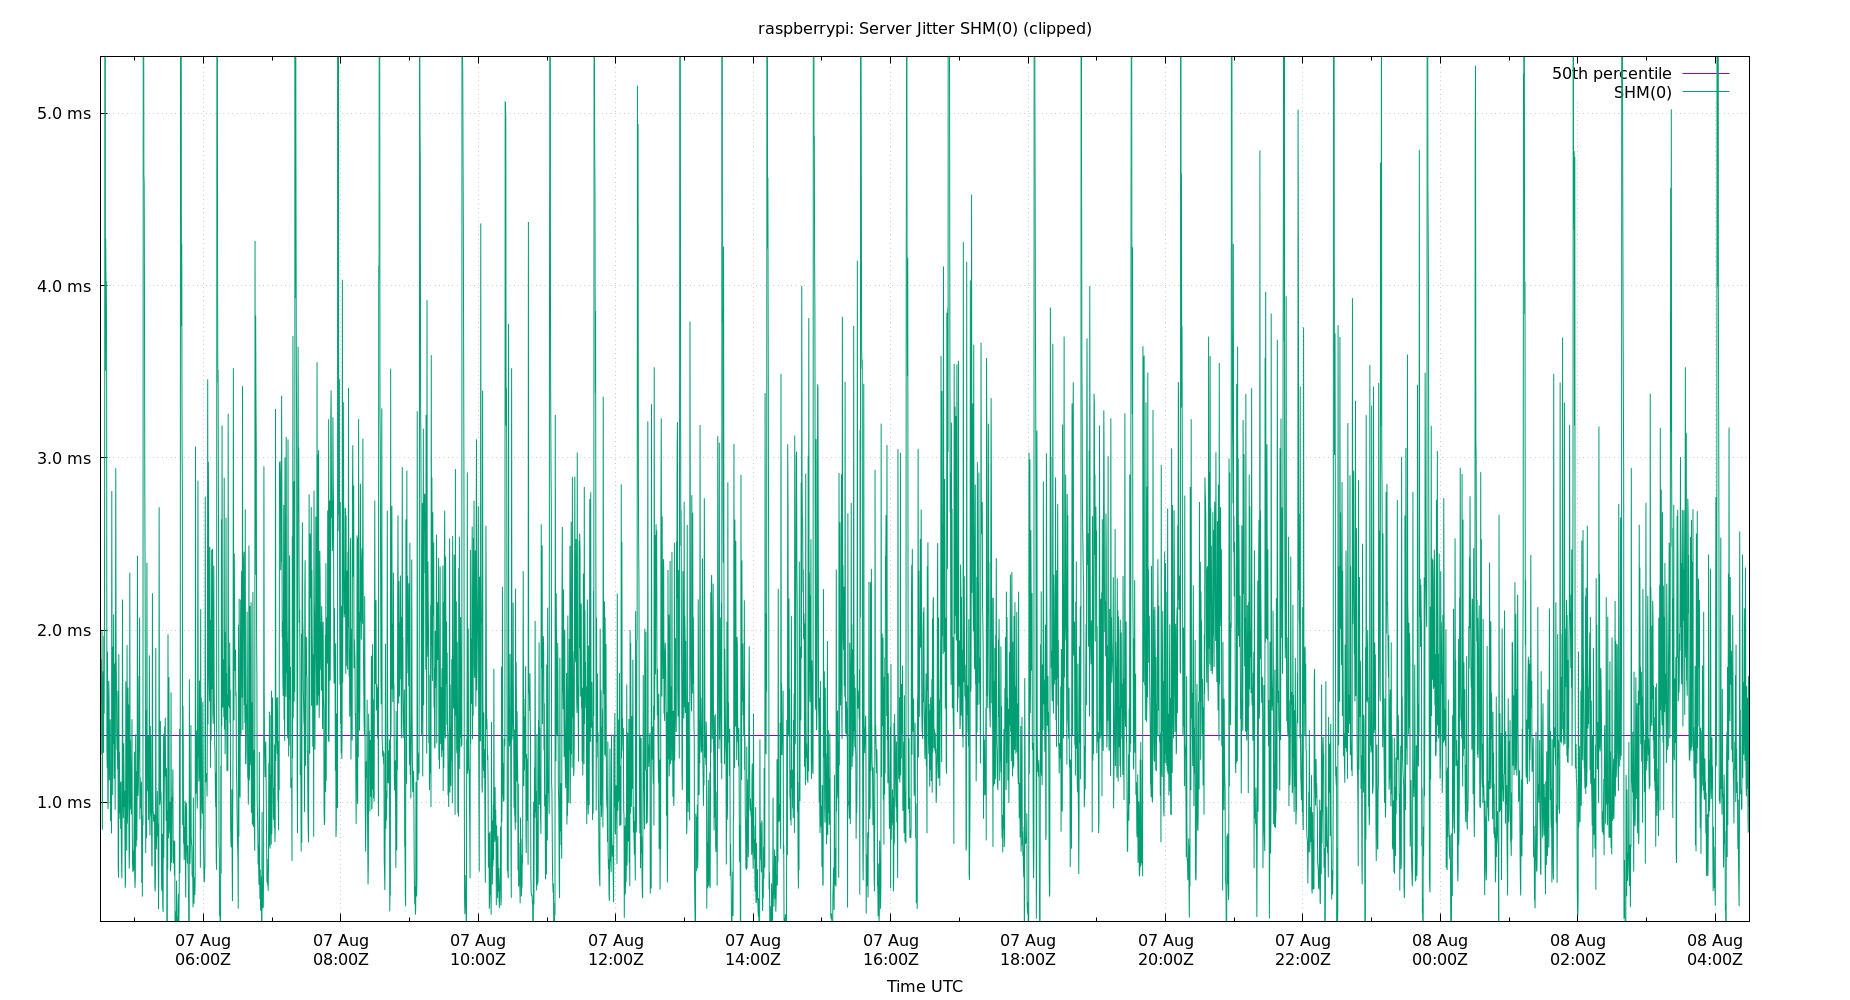 raspberrypi: Server Jitter SHM(0) (clipped)
50th percentile
SHM(0)
5.0 ms
4.0 ms
3.0 ms
2.0 ms
1.0 ms
07 Aug 07 Aug 07 Aug 07 Aug 07 Aug 07 Aug 07 Aug 07 Aug 07 Aug 08 Aug 08 Aug 08 Aug
06:00Z 08:00Z 10:00Z 12:00Z 14:00Z 16:00Z 18:00Z 20:00Z 22:00Z 00:00Z 02:00Z 04:00Z
Time UTC